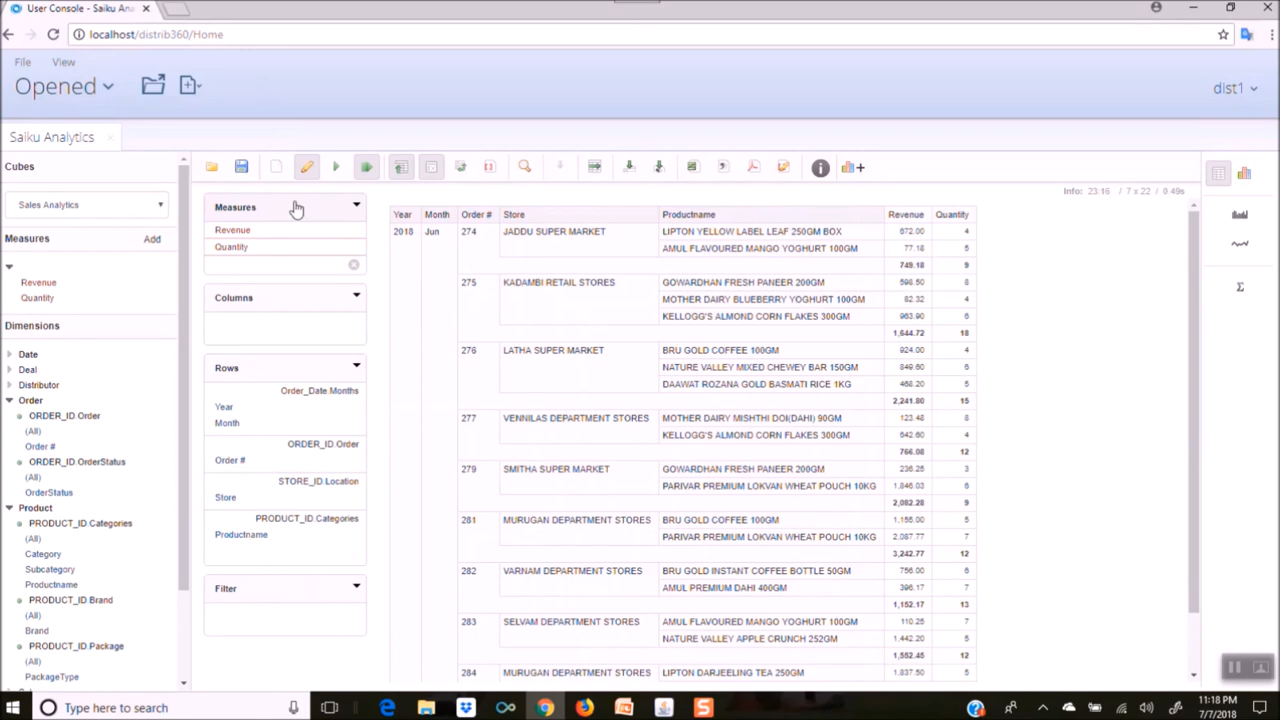 User Console - Saiku Ana
localhost/distrib360/Home
File View
Opened
dist1
Saiku Analytics
Cubes
Sales Analytics
Measures Add
Revenue
Quantity
Dimensions
Date
Deal
Distributor
Order
ORDER_ID Order
(All)
Order #
ORDER_ID OrderStatus
(All)
OrderStatus
Product
PRODUCT_ID.Categories
(All)
Category
Subcategory
Productname
PRODUCT_ID.Brand
(All)
Brand
PRODUCT_ID.Package
(All)
PackageType
Measures
Revenue
Quantity
Columns
Rows
Order_Date.Months
Year
Month
ORDER_ID.Order
Order #
STORE_ID.Location
Store
PRODUCT_ID.Categories
Productname
Filter
Info: 23:16 / 7 x 22 / 0.49s
Year Month Order # Store Productname Revenue Quantity
2018 Jun 274 JADDU SUPER MARKET LIPTON YELLOW LABEL LEAF 250GM BOX 672.00 4
AMUL FLAVOURED MANGO YOGHURT 100GM 77.18 5
749.18 9
275 KADAMBI RETAIL STORES GOWARDHAN FRESH PANEER 200GM 598.50 8
MOTHER DAIRY BLUEBERRY YOGHURT 100GM 82.32 4
KELLOGG'S ALMOND CORN FLAKES 300GM 963.90 6
1,644.72 18
276 LATHA SUPER MARKET BRU GOLD COFFEE 100GM 924.00 4
NATURE VALLEY MIXED CHEWEY BAR 150GM 849.60 6
DAAWAT ROZANA GOLD BASMATI RICE 1KG 468.20 5
2,241.80 15
277 VENNILAS DEPARTMENT STORES MOTHER DAIRY MISHTHI DOI(DAHI) 90GM 123.48 8
KELLOGG'S ALMOND CORN FLAKES 300GM 642.60 4
766.08 12
279 SMITHA SUPER MARKET GOWARDHAN FRESH PANEER 200GM 236.25 3
PARIVAR PREMIUM LOKVAN WHEAT POUCH 10KG 1,846.03 6
2,082.28 9
281 MURUGAN DEPARTMENT STORES BRU GOLD COFFEE 100GM 1,155.00 5
PARIVAR PREMIUM LOKVAN WHEAT POUCH 10KG 2,087.77 7
3,242.77 12
282 VARNAM DEPARTMENT STORES BRU GOLD INSTANT COFFEE BOTTLE 50GM 756.00 6
AMUL PREMIUM DAHI 400GM 396.17 7
1,152.17 13
283 SELVAM DEPARTMENT STORES AMUL FLAVOURED MANGO YOGHURT 100GM 110.25 7
NATURE VALLEY APPLE CRUNCH 252GM 1,442.20 5
1,552.45 12
284 MURUGAN DEPARTMENT STORES LIPTON DARJEELING TEA 250GM 1,837.50 5
Type here to search
11:18 PM
7/7/2018